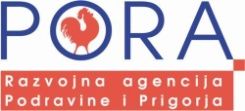 PORA
Razvojna agencija
Podravine i Prigorja